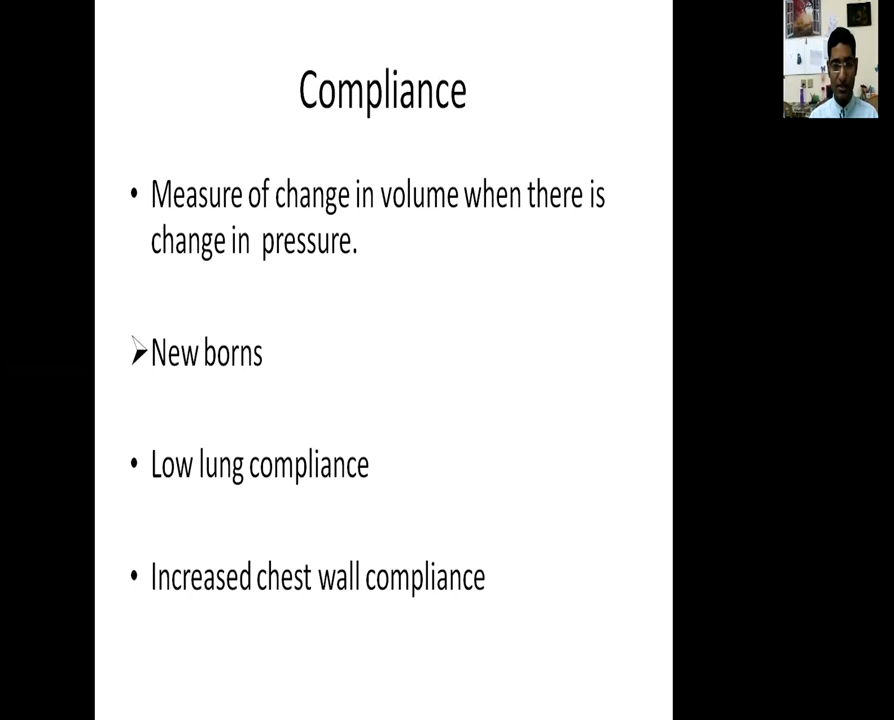 Compliance
• Measure of change in volume when there is
change in pressure.
➢New borns
• Low lung compliance
• Increased chest wall compliance